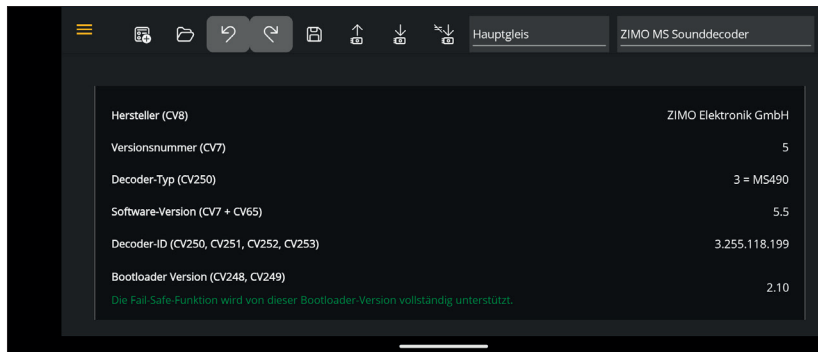 Hauptgleis
ZIMO MS Sounddecoder
Hersteller (CV8)
ZIMO Elektronik GmbH
Versionsnummer (CV7)
5
Decoder-Typ (CV250)
3 = MS490
Software-Version (CV7 + CV65)
5.5
Decoder-ID (CV250, CV251, CV252, CV253)
3.255.118.199
Bootloader Version (CV248, CV249)
2.10
Die Fail-Safe-Funktion wird von dieser Bootloader-Version vollständig unterstützt.